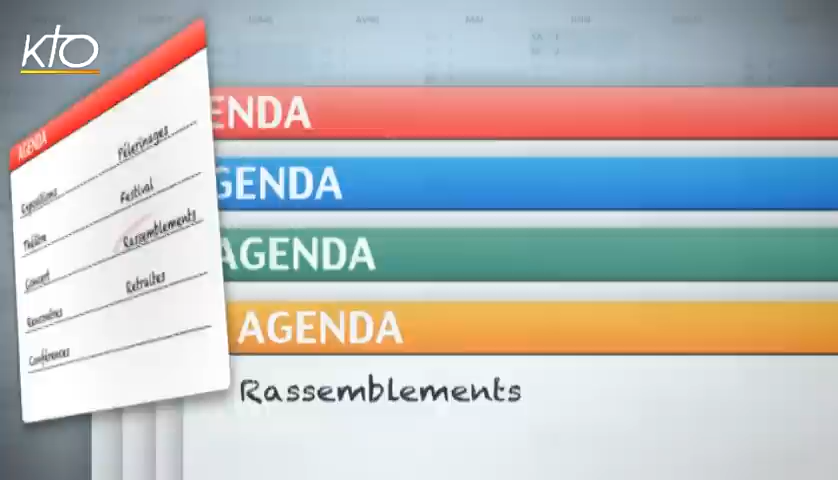 KTO
AGENDA
Pèlerinages
Expositions
Festival
Théâtre
Rassemblements
Concert
Retraites
Rencontres
Conférences
ENDA
GENDA
AGENDA
AGENDA
Rassemblements